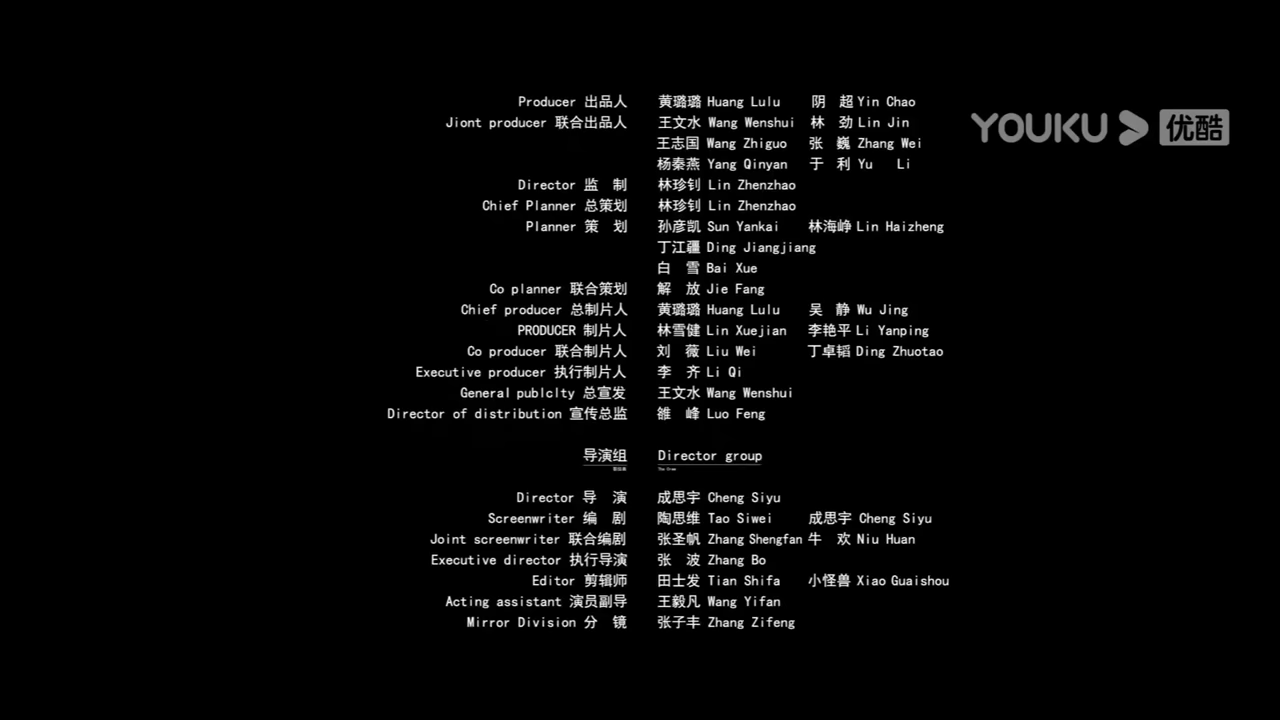 Producer 出品人 黄璐璐 Huang Lulu 阴 超 Yin Chao
YOUKU 优酷
Jiont producer 联合出品人 王文水 Wang Wenshui 林 劲 Lin Jin
王志国 Wang Zhiguo 张 巍 Zhang Wei
杨秦燕 Yang Qinyan 于 利 Yu Li
Director 监 制 林珍钊 Lin Zhenzhao
Chief Planner 总策划 林珍钊 Lin Zhenzhao
Planner 策 划 孙彦凯 Sun Yankai 林海峥 Lin Haizheng
丁江疆 Ding Jiangjiang
白 雪 Bai Xue
Co planner 联合策划 解 放 Jie Fang
Chief producer 总制片人 黄璐璐 Huang Lulu 吴 静 Wu Jing
PRODUCER 制片人 林雪健 Lin Xuejian 李艳平 Li Yanping
Co producer 联合制片人 刘 薇 Liu Wei 丁卓韬 Ding Zhuotao
Executive producer 执行制片人 李 齐 Li Qi
General publclty 总宣发 王文水 Wang Wenshui
Director of distribution 宣传总监 雒 峰 Luo Feng
导演组 Director group
Director 导 演 成思宇 Cheng Siyu
Screenwriter 编 剧 陶思维 Tao Siwei 成思宇 Cheng Siyu
Joint screenwriter 联合编剧 张圣帆 Zhang Shengfan 牛 欢 Niu Huan
Executive director 执行导演 张 波 Zhang Bo
Editor 剪辑师 田士发 Tian Shifa 小怪兽 Xiao Guaishou
Acting assistant 演员副导 王毅凡 Wang Yifan
Mirror Division 分 镜 张子丰 Zhang Zifeng